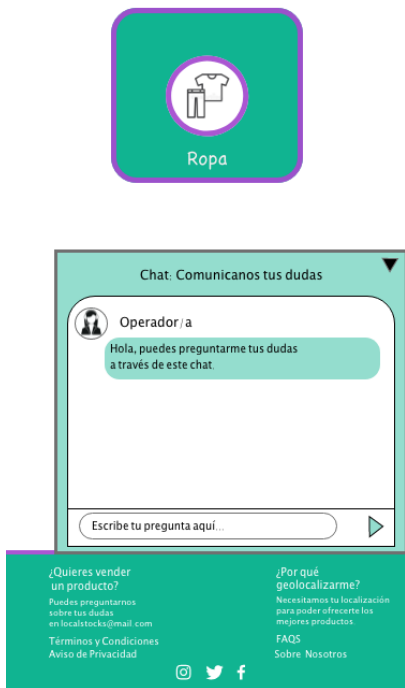 Ropa
Chat: Comunicanos tus dudas
Operador/a
Hola, puedes preguntarme tus dudas
a través de este chat.
Escribe tu pregunta aquí...
¿Quieres vender
un producto?
Puedes preguntarnos
sobre tus dudas
en localstocks@mail.com
Términos y Condiciones
Aviso de Privacidad
¿Por qué
geolocalizarme?
Necesitamos tu localización
para poder ofrecerte los
mejores productos
FAQS
Sobre Nosotros